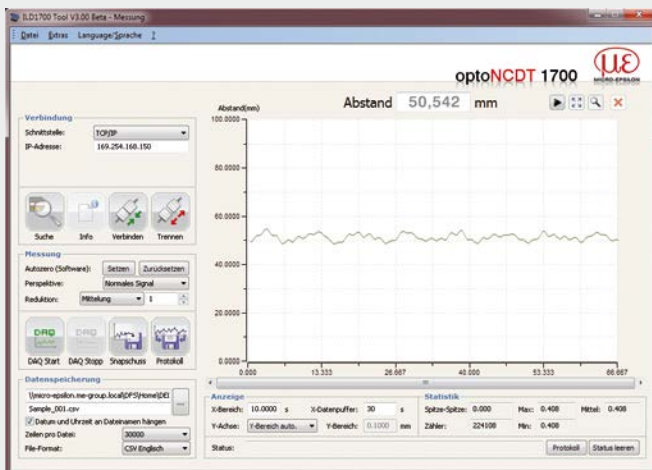 ILD1700 Tool V3.00 Beta - Messung
Datei Extras Language/Sprache ?
optoNCDT 1700
με
MICRO-EPSILON
Verbindung
Schnittstelle: TCP/IP
IP-Adresse: 169.254.168.150
Suche Info Verbinden Trennen
Messung
Autozero (Software): Setzen Zurücksetzen
Perspektive: Normales Signal
Reduktion: Mittelung 1
DAQ DAQ
DAQ Start DAQ Stopp Snapschuss Protokoll
Datenspeicherung
Sample_001.csv ...
Datum und Uhrzeit an Dateinamen hängen
Zeilen pro Datei: 30000
File-Format: CSV Englisch
Abstand(mm) Abstand 50,542 mm
100.0000
80.0000
60.0000
40.0000
20.0000
0.0000
0.000 13.333 26.667 40.000 53.333 66.667
Anzeige
X-Bereich: 10.0000 s X-Datenpuffer: 30 s
Y-Achse: Y-Bereich auto. Y-Bereich: 0.1000 mm
Statistik
Spitze-Spitze: 0.000 Max: 0.408 Mittel: 0.408
Zähler: 224108 Min: 0.408
Status: Protokoll Status leeren